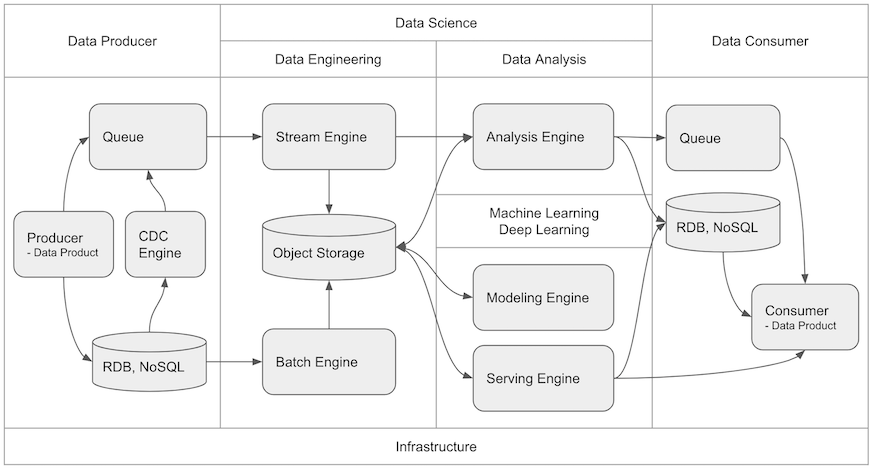 Data Producer
Data Science
Data Consumer
Data Engineering
Data Analysis
Queue
Stream Engine
Analysis Engine
Queue
Producer
- Data Product
CDC
Engine
Object Storage
Machine Learning
Deep Learning
RDB, NoSQL
Modeling Engine
Consumer
- Data Product
RDB, NoSQL
Batch Engine
Serving Engine
Infrastructure